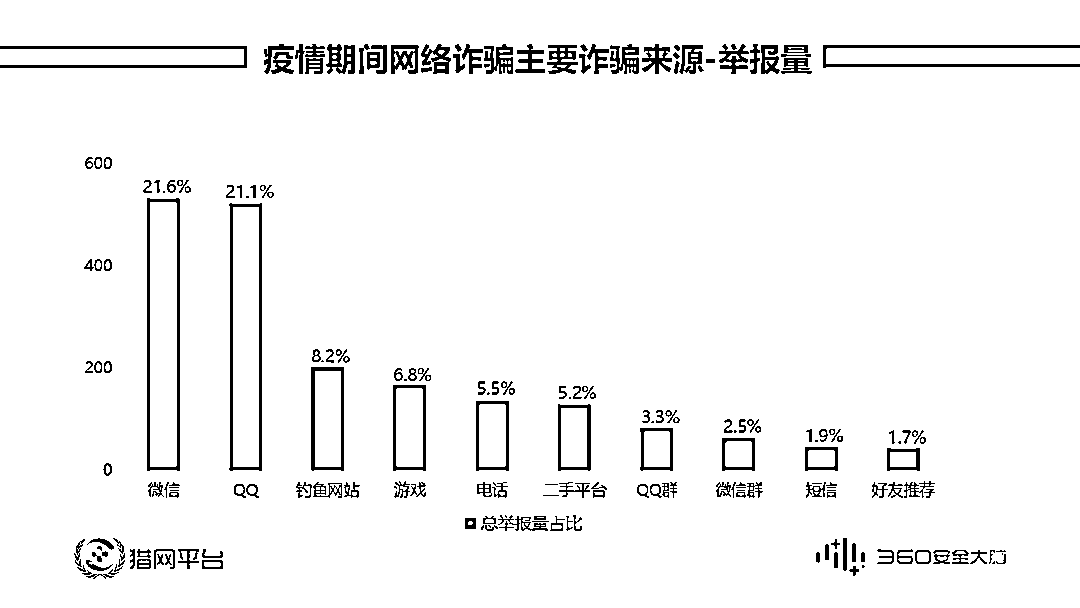 疫情期间网络诈骗主要诈骗来源-举报量
600
400
200
0
21.6%
21.1%
8.2%
6.8%
5.5%
5.2%
3.3%
2.5%
1.9%
1.7%
微信
QQ
钓鱼网站
游戏
电话
二手平台
QQ群
微信群
短信
好友推荐
总举报量占比
猎网平台
360安全大脑